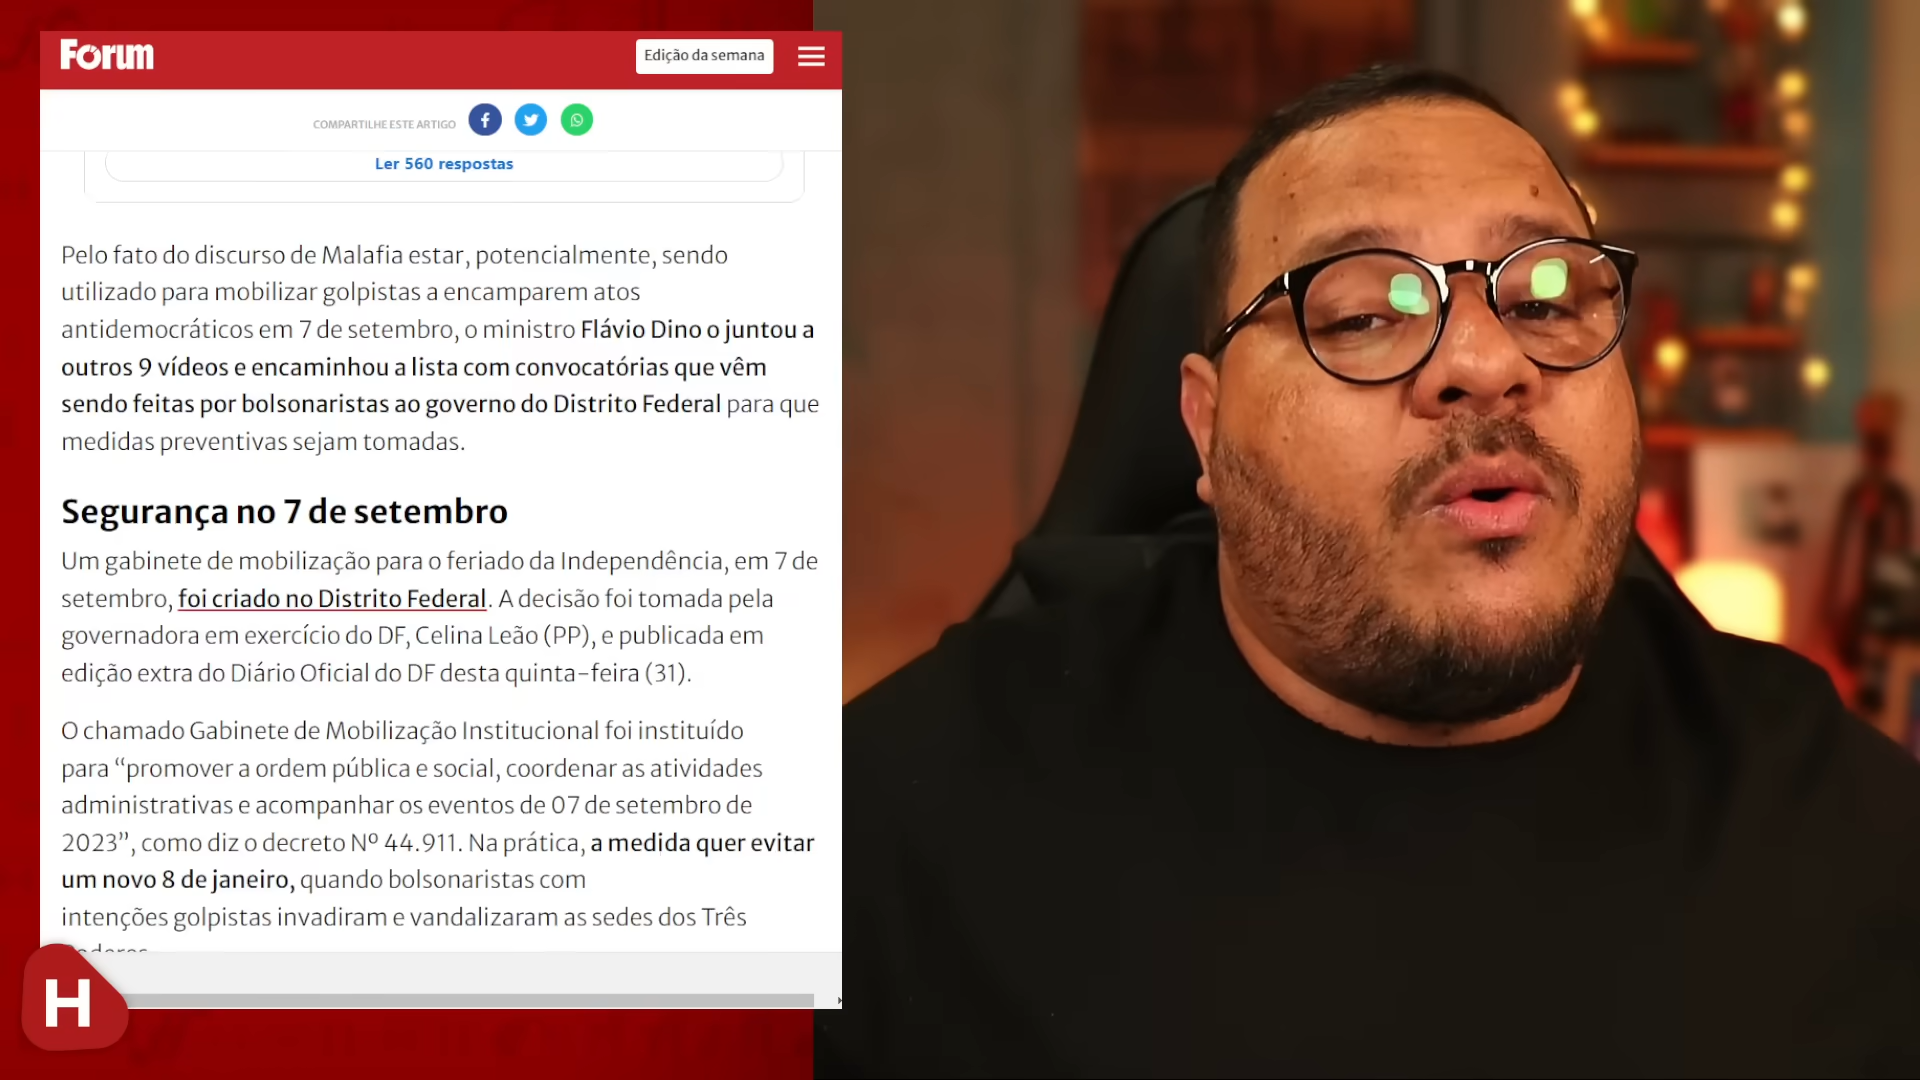 Forum
Edição da semana
COMPARTILHE ESTE ARTIGO
Ler 560 respostas
Pelo fato do discurso de Malafia estar, potencialmente, sendo
utilizado para mobilizar golpistas a encamparem atos
antidemocráticos em 7 de setembro, o ministro Flávio Dino o juntou a
outros 9 vídeos e encaminhou a lista com convocatórias que vêm
sendo feitas por bolsonaristas ao governo do Distrito Federal para que
medidas preventivas sejam tomadas.
Segurança no 7 de setembro
Um gabinete de mobilização para o feriado da Independência, em 7 de
setembro, foi criado no Distrito Federal. A decisão foi tomada pela
governadora em exercício do DF, Celina Leão (PP), e publicada em
edição extra do Diário Oficial do DF desta quinta-feira (31).
O chamado Gabinete de Mobilização Institucional foi instituído
para “promover a ordem pública e social, coordenar as atividades
administrativas e acompanhar os eventos de 07 de setembro de
2023”, como diz o decreto Nº 44.911. Na prática, a medida quer evitar
um novo 8 de janeiro, quando bolsonaristas com
intenções golpistas invadiram e vandalizaram as sedes dos Três
H